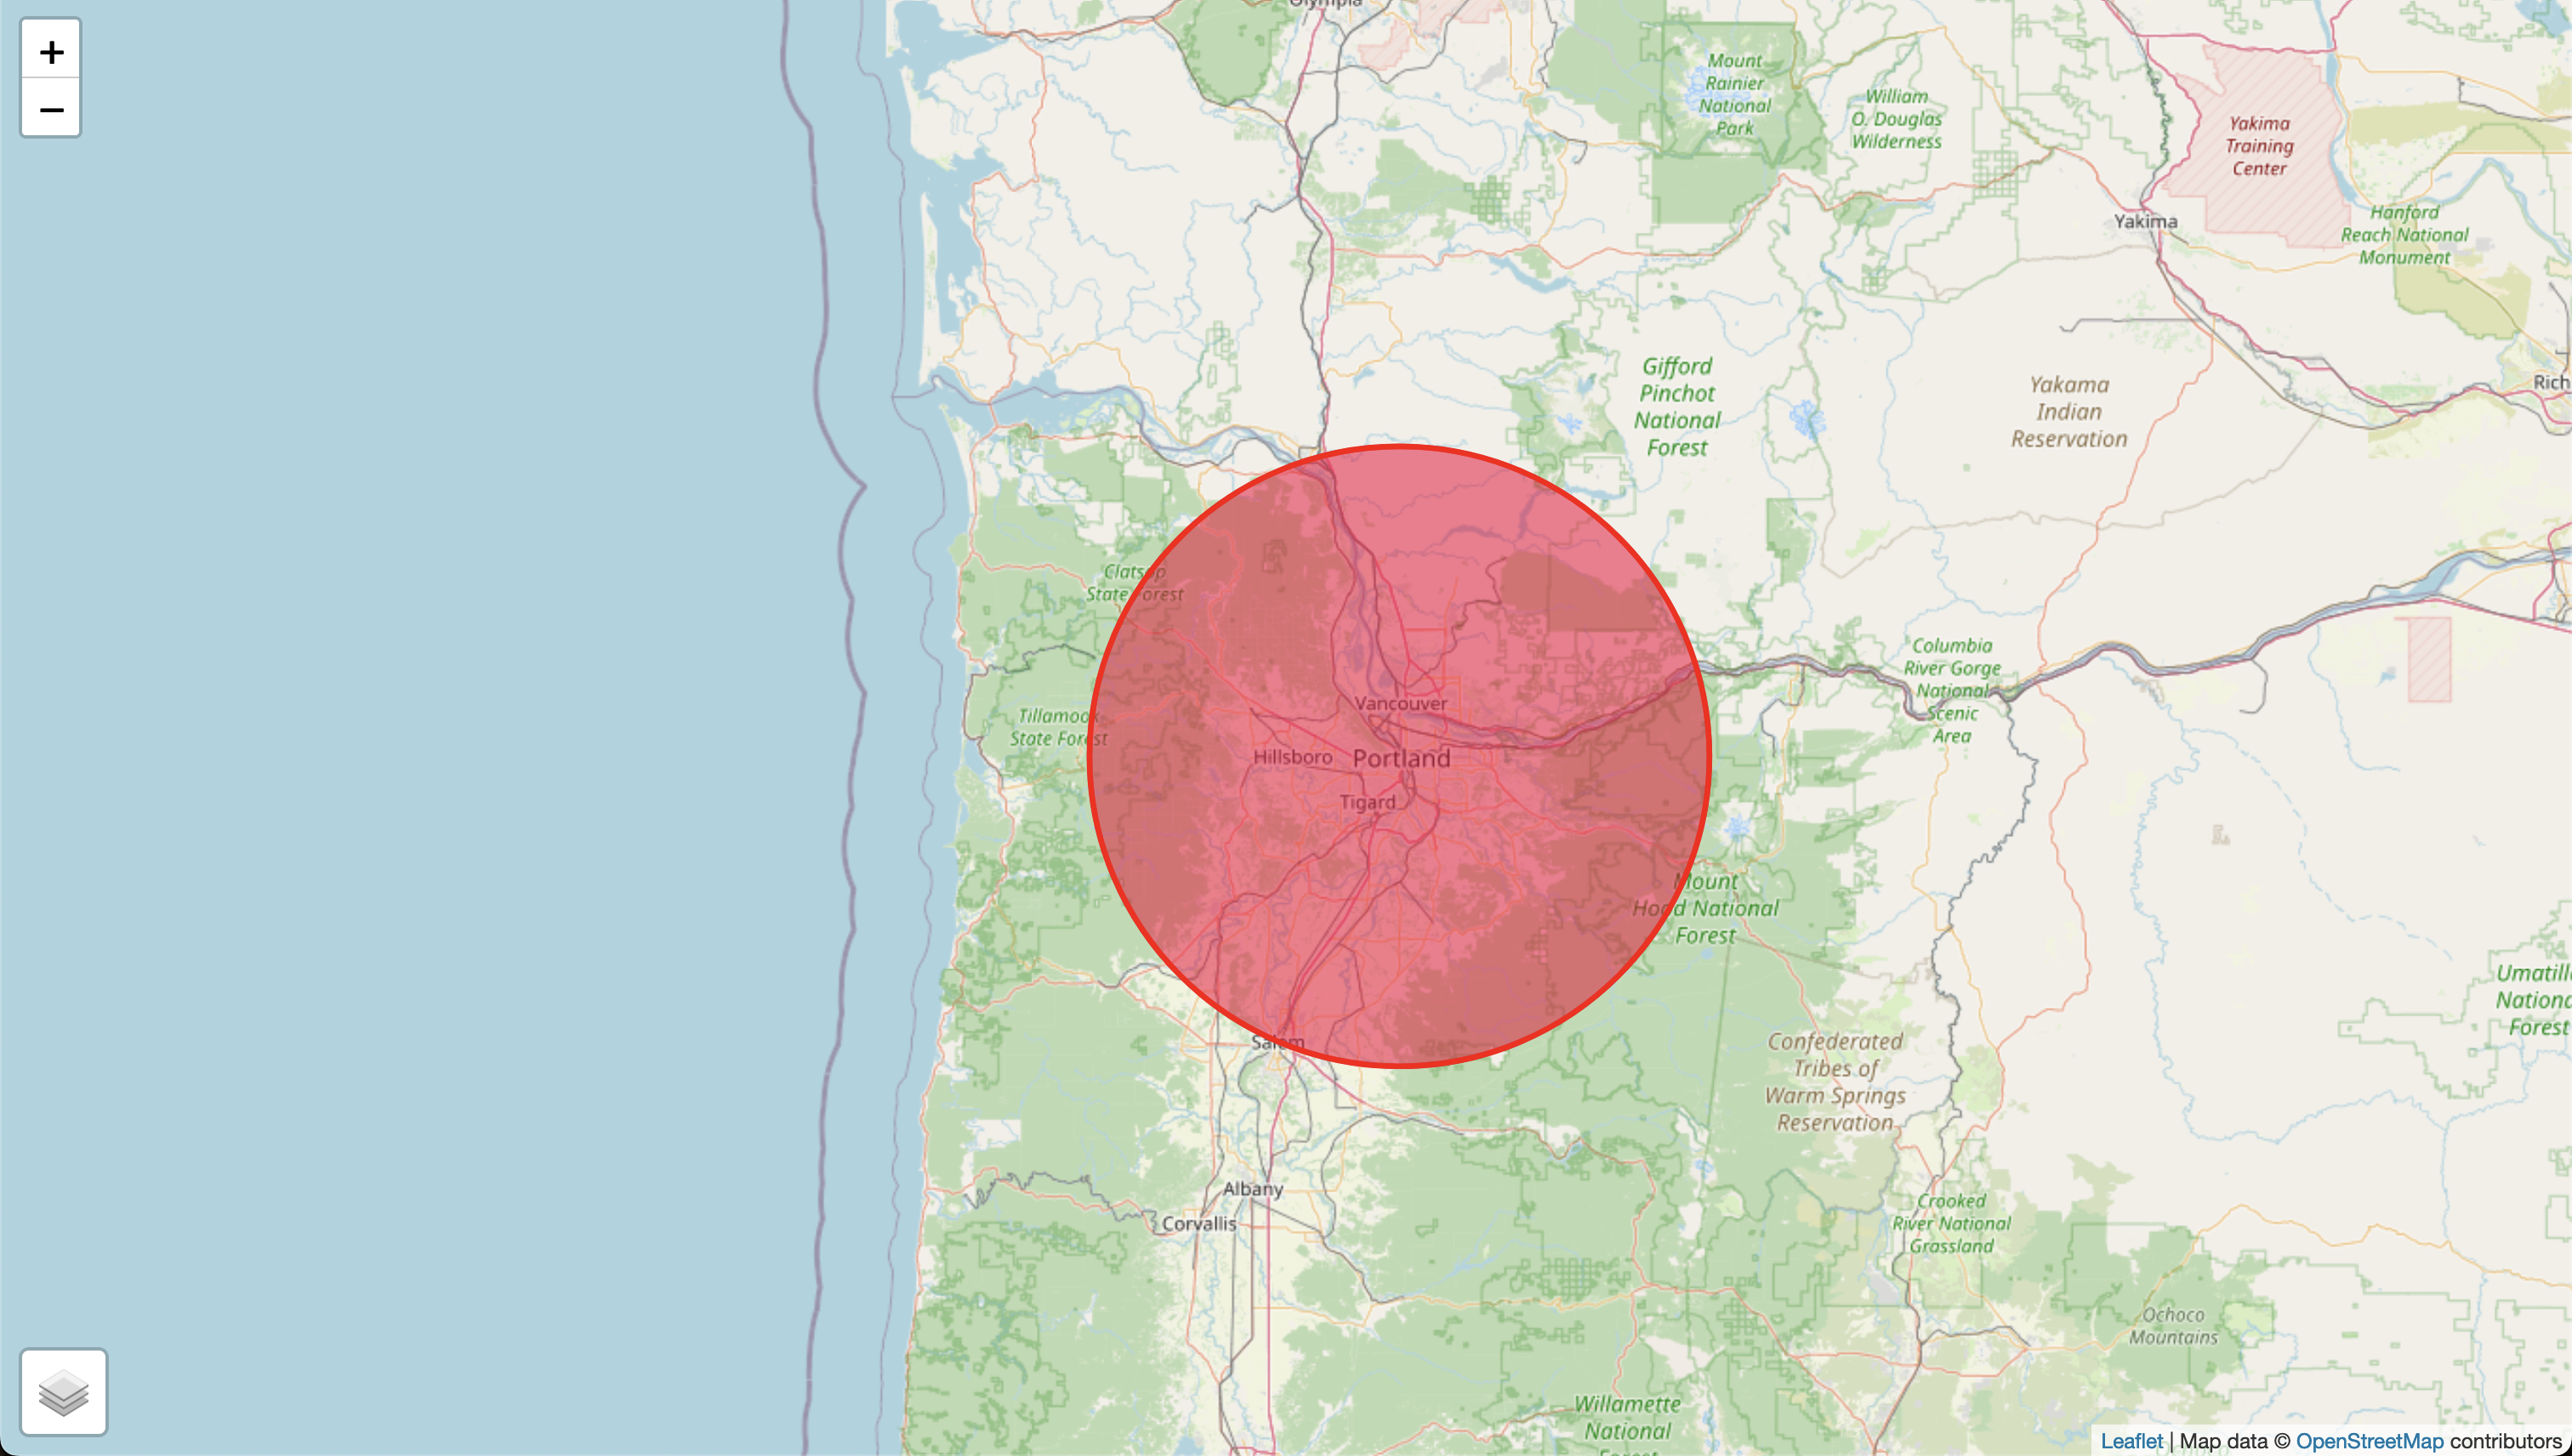 +
−
Olympia
Mount
Rainier
National
Park
William
O. Douglas
Wilderness
Yakima
Training
Center
Yakima
Hanford
Reach National
Monument
Gifford
Pinchot
National
Forest
Yakama
Indian
Reservation
Rich
Clatsop
State Forest
Columbia
River Gorge
National
Scenic
Area
Vancouver
Tillamook
State Forest
Hillsboro
Portland
Tigard
Mount
Hood National
Forest
Umatill
Nationa
Forest
Salem
Confederated
Tribes of
Warm Springs
Reservation
Albany
Corvallis
Crooked
River National
Grassland
Ochoco
Mountains
Willamette
National
Forest
Leaflet | Map data © OpenStreetMap contributors